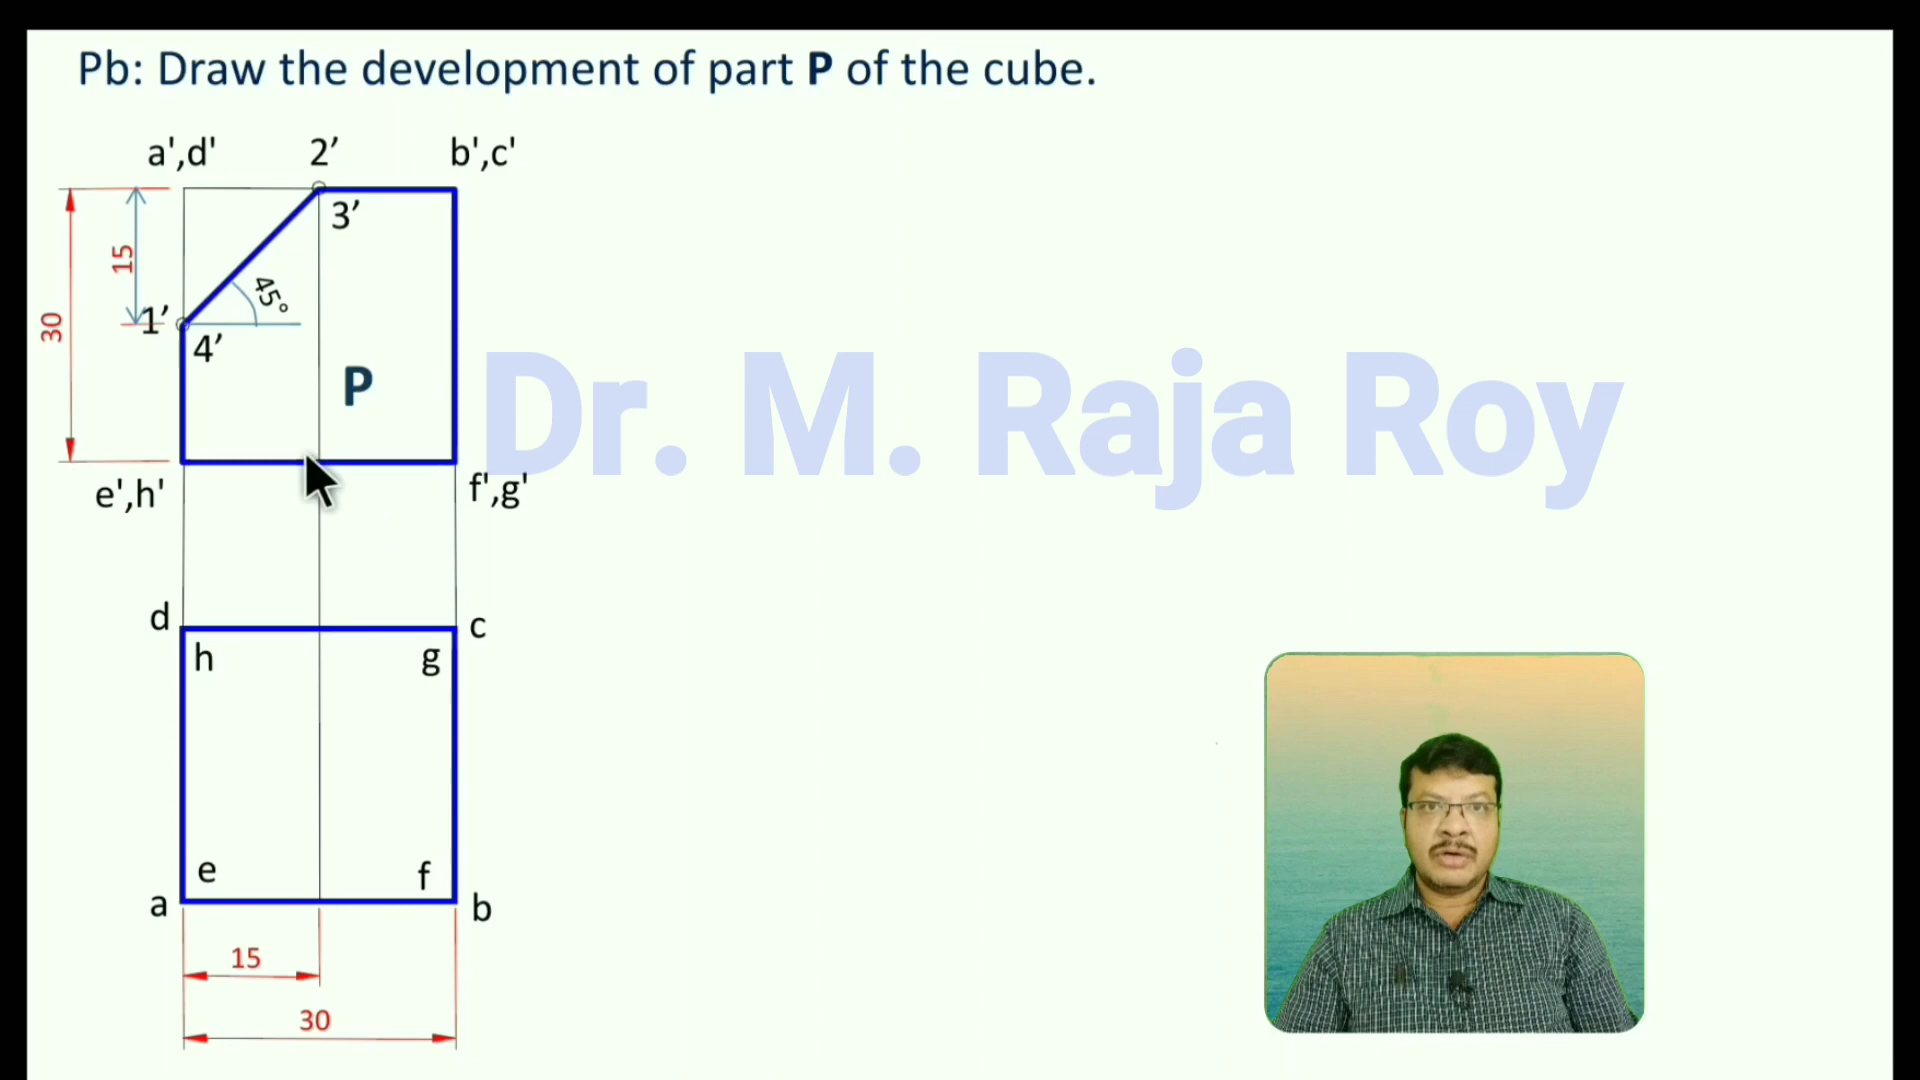 Pb: Draw the development of part P of the cube.
a',d' 2’ b',c'
3’
15
45°
1’
30
4’
P
Dr. M. Raja Roy
e',h' f',g'
d c
h g
e f
a b
15
30